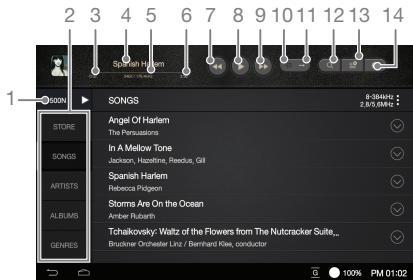 2 3 4 5 6 7 8 9 10 11 12 13 14
Spanish Harlem
1
500N SONGS 8-384kHz
2,8/5,6MHz
STORE
Angel Of Harlem
The Persuasions
SONGS
In A Mellow Tone
Jackson, Hazeltine, Reedus, Gill
ARTISTS
Spanish Harlem
Rebecca Pidgeon
ALBUMS
Storms Are On the Ocean
Amber Rubarth
GENRES
Tchaikovsky: Waltz of the Flowers from The Nutcracker Suite,,,
Bruckner Orchester Linz / Bernhard Klee, conductor
G 100% PM 01:02